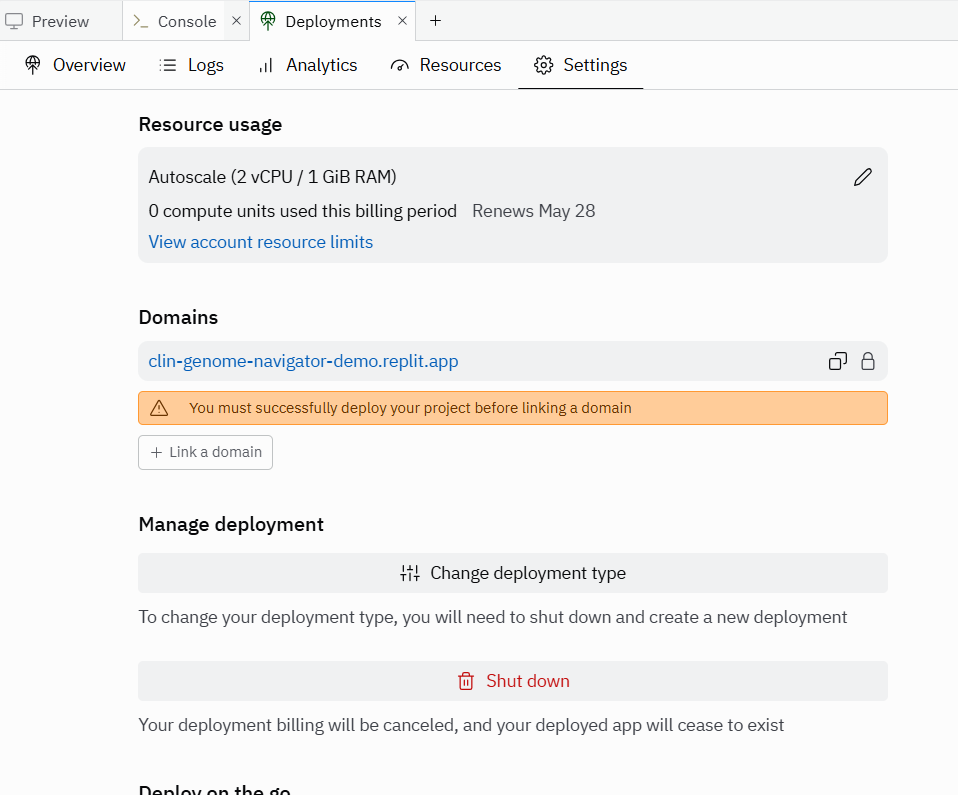 Preview Console Deployments
Overview Logs Analytics Resources Settings
Resource usage
Autoscale (2 vCPU / 1 GiB RAM)
0 compute units used this billing period Renews May 28
View account resource limits
Domains
clin-genome-navigator-demo.replit.app
You must successfully deploy your project before linking a domain
+ Link a domain
Manage deployment
Change deployment type
To change your deployment type, you will need to shut down and create a new deployment
Shut down
Your deployment billing will be canceled, and your deployed app will cease to exist
Deploy on the go